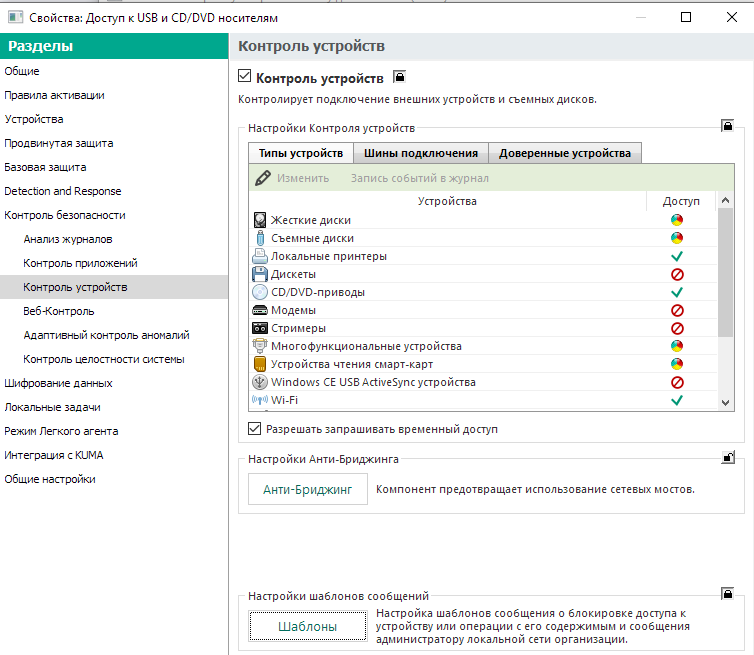 Свойства: Доступ к USB и CD/DVD носителям
Разделы
Общие
Правила активации
Устройства
Продвинутая защита
Базовая защита
Detection and Response
Контроль безопасности
Анализ журналов
Контроль приложений
Контроль устройств
Веб-Контроль
Адаптивный контроль аномалий
Контроль целостности системы
Шифрование данных
Локальные задачи
Режим Легкого агента
Интеграция с KUMA
Общие настройки
Контроль устройств
Контроль устройств
Контролирует подключение внешних устройств и съемных дисков.
Настройки Контроля устройств
Типы устройств Шины подключения Доверенные устройства
Изменить Запись событий в журнал
Устройства Доступ
Жесткие диски
Съемные диски
Локальные принтеры
Дискеты
CD/DVD-приводы
Модемы
Стримеры
Многофункциональные устройства
Устройства чтения смарт-карт
Windows CE USB ActiveSync устройства
Wi-Fi
Разрешать запрашивать временный доступ
Настройки Анти-Бриджинга
Анти-Бриджинг Компонент предотвращает использование сетевых мостов.
Настройки шаблонов сообщений
Шаблоны
Настройка шаблонов сообщения о блокировке доступа к
устройству или операции с его содержимым и сообщения
администратору локальной сети организации.